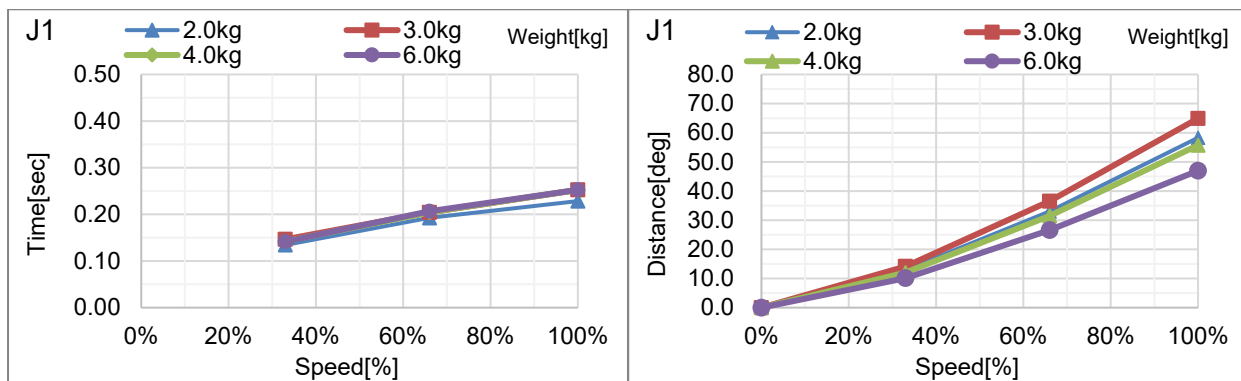 J1
2.0kg 3.0kg Weight[kg]
4.0kg 6.0kg
0.50
0.40
0.30
0.20
0.10
0.00
Time[sec]
0% 20% 40% 60% 80% 100%
Speed[%]
J1
2.0kg 3.0kg Weight[kg]
4.0kg 6.0kg
80.0
70.0
60.0
50.0
40.0
30.0
20.0
10.0
0.0
Distance[deg]
0% 20% 40% 60% 80% 100%
Speed[%]